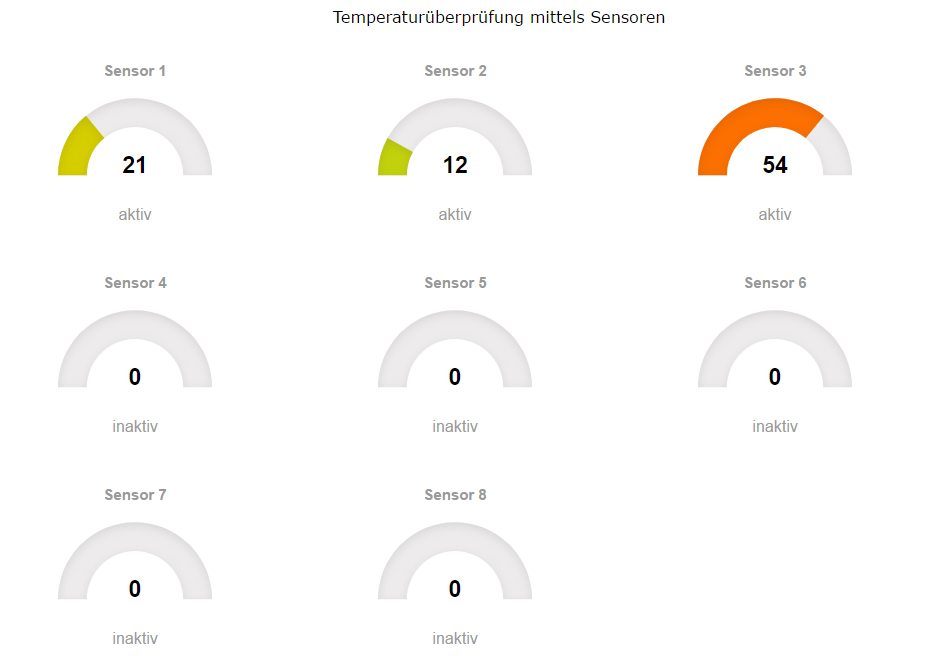 Temperaturüberprüfung mittels Sensoren
Sensor 1 Sensor 2 Sensor 3
21 12 54
aktiv aktiv aktiv
Sensor 4 Sensor 5 Sensor 6
0 0 0
inaktiv inaktiv inaktiv
Sensor 7 Sensor 8
0 0
inaktiv inaktiv